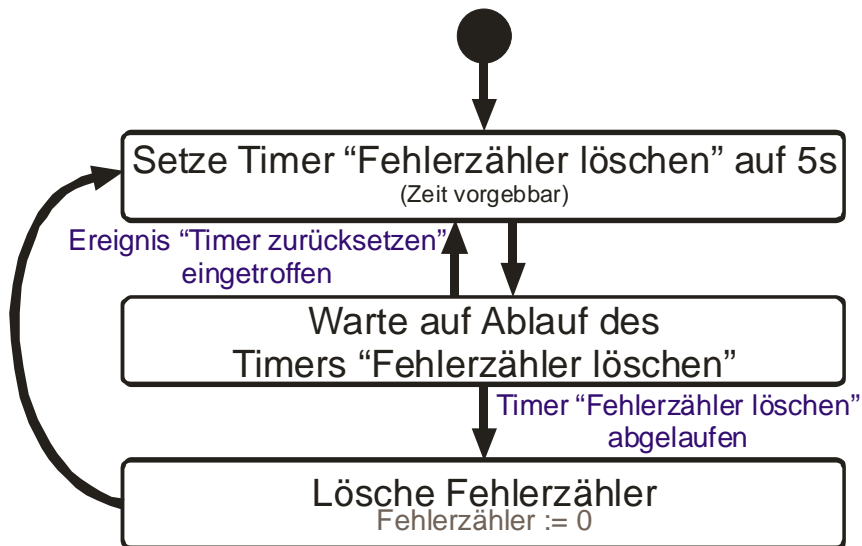 Setze Timer “Fehlerzähler löschen” auf 5s
(Zeit vorgebbar)
Ereignis “Timer zurücksetzen”
eingetroffen
Warte auf Ablauf des
Timers “Fehlerzähler löschen”
Timer “Fehlerzähler löschen”
abgelaufen
Lösche Fehlerzähler
Fehlerzähler := 0